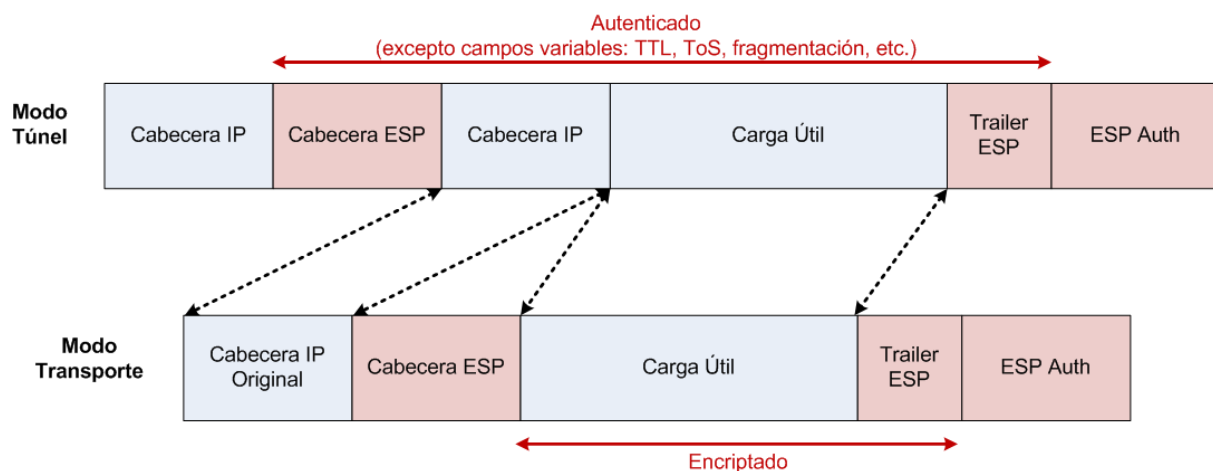 Autenticado
(excepto campos variables: TTL, ToS, fragmentación, etc.)
Modo
Túnel
Cabecera IP
Cabecera ESP
Cabecera IP
Carga Útil
Trailer
ESP
ESP Auth
Modo
Transporte
Cabecera IP
Original
Cabecera ESP
Carga Útil
Trailer
ESP
ESP Auth
Encriptado